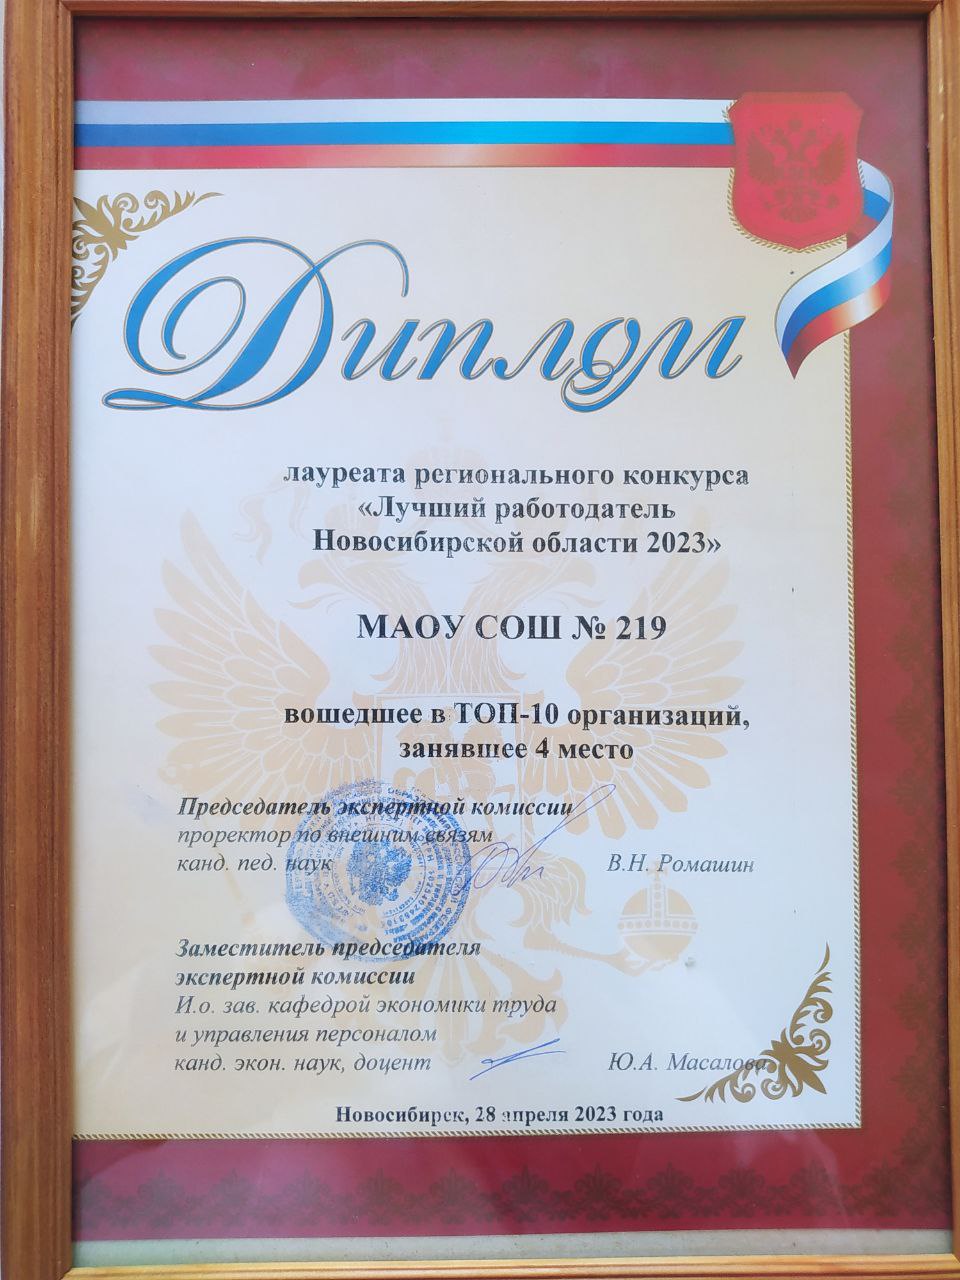 Диплом
лауреата регионального конкурса
«Лучший работодатель
Новосибирской области 2023»
МАОУ СОШ № 219
вошедшее в ТОП-10 организаций,
занявшее 4 место
Председатель экспертной комиссии
проректор по внешним связям
канд. пед. наук
В.Н. Ромашин
Заместитель председателя
экспертной комиссии
И.о. зав. кафедрой экономики труда
и управления персоналом
канд. экон. наук, доцент
Ю.А. Масалова
Новосибирск, 28 апреля 2023 года